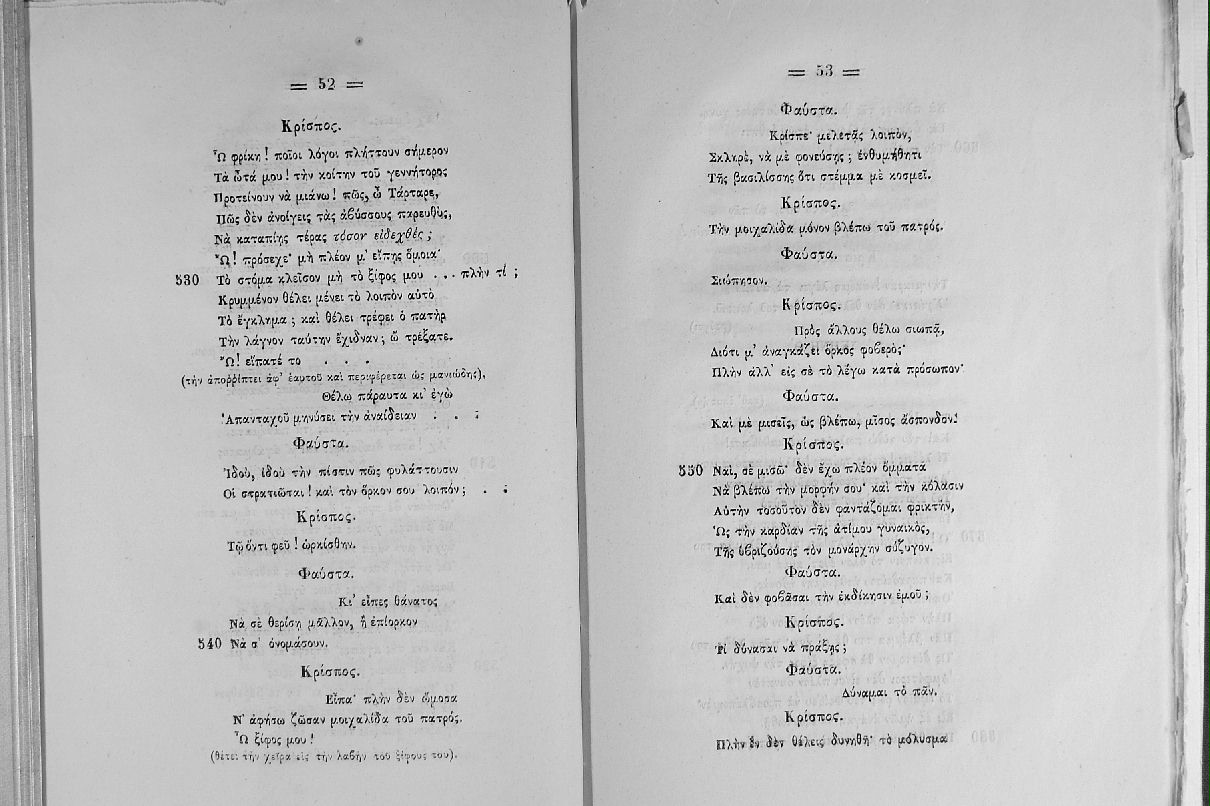 = 52 =
Κρίσπος.
Ὢ φρίκη! ποῖοι λόγοι πλήττουν σήμερον
Τὰ ὦτά μου! τὴν κοίτην τοῦ γεννήτορος
Προτείνουν νὰ μιάνω! πῶς, ὦ Τάρταρε,
Πῶς δὲν ἀνοίγεις τὰς ἀβύσσους παρευθὺς,
Νὰ καταπίῃς τέρας τόσον εἰδεχθές;
Ὢ! πρόσεχε· μὴ πλέον μ' εἴπῃς ὅμοια·
530 Τὸ στόμα κλεῖσον μὴ τὸ ξίφος μου . . . πλὴν τί;
Κρυμμένον θέλει μένει τὸ λοιπὸν αὐτὸ
Τὸ ἔγκλημα; καὶ θέλει τρέφει ὁ πατὴρ
Τὴν λάγνον ταύτην ἔχιδναν; ὤ τρέξατε.
Ὢ! εἴπατέ το . . .
(τὴν ἀποῤῥίπτει ἀφ' ἑαυτοῦ καὶ περιφέρεται ὡς μανιώδης).
Θέλω πάραυτα κι' ἐγὼ
Ἁπανταχοῦ μηνύσει τὴν ἀναίδειαν . . .
Φαύστα.
Ἰδοὺ, ἰδοὺ τὴν πίστιν πῶς φυλάττουσιν
Οἱ στρατιῶται! καὶ τὸν ὅρκον σου λοιπόν; . .
Κρίσπος.
Τῷ ὄντι φεῦ! ὡρκίσθην.
Φαύστα.
Κι' εἶπες θάνατος
Νὰ σὲ θερίσῃ μᾶλλον, ἢ ἐπίορκον
540 Νὰ σ' ὀνομάσουν.
Κρίσπος.
Εἶπα· πλὴν δὲν ὤμοσα
Ν' ἀφήσω ζῶσαν μοιχαλίδα τοῦ πατρός.
Ὢ ξίφος μου!
(θέτει τὴν χεῖρα εἰς τὴν λαβὴν τοῦ ξίφους του).
= 53 =
Φαύστα.
Κρίσπε· μελετᾷς λοιπὸν,
Σκληρὲ, νὰ μὲ φονεύσῃς; ἐνθυμήθητι
Τῆς βασιλίσσης ὅτι στέμμα μὲ κοσμεῖ.
Κρίσπος.
Τὴν μοιχαλίδα μόνον βλέπω τοῦ πατρός.
Φαύστα.
Σιώπησον.
Κρίσπος.
Πρὸς ἄλλους θέλω σιωπᾷ,
Διότι μ' ἀναγκάζει ὅρκος φοβερὸς·
Πλὴν ἀλλ' εἰς σὲ τὸ λέγω κατὰ πρόσωπον·
Φαύστα.
Καὶ μὲ μισεῖς, ὡς βλέπω, μῖσος ἄσπονδον!
Κρίσπος.
550 Ναὶ, σὲ μισῶ· δὲν ἔχω πλέον ὄμματα
Νὰ βλέπω τὴν μορφήν σου· καὶ τὴν κόλασιν
Αὐτὴν τοσοῦτον δὲν φαντάζομαι φρικτὴν,
Ὡς τὴν καρδίαν τῆς ἀτίμου γυναικὸς,
Τῆς ὑβριζούσης τὸν μονάρχην σύζυγον.
Φαύστα.
Καὶ δὲν φοβᾶσαι τὴν ἐκδίκησιν ἐμοῦ;
Κρίσπος.
Τί δύνασαι νὰ πράξῃς;
Φαύστα.
Δύναμαι τὸ πᾶν.
Κρίσπος.
Πλὴν ἓν δὲν θέλεις δυνηθῆ· τὸ μόλυσμα